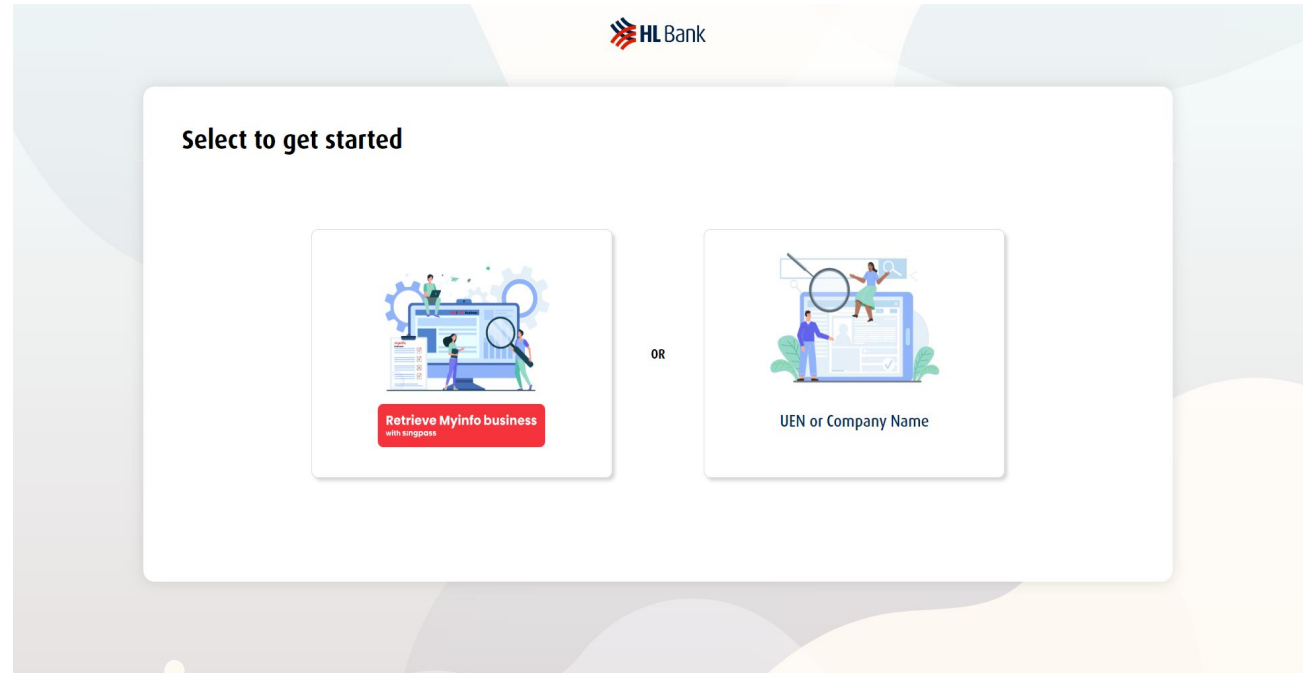 HL Bank
Select to get started
Retrieve Myinfo business
with singpass
OR
UEN or Company Name